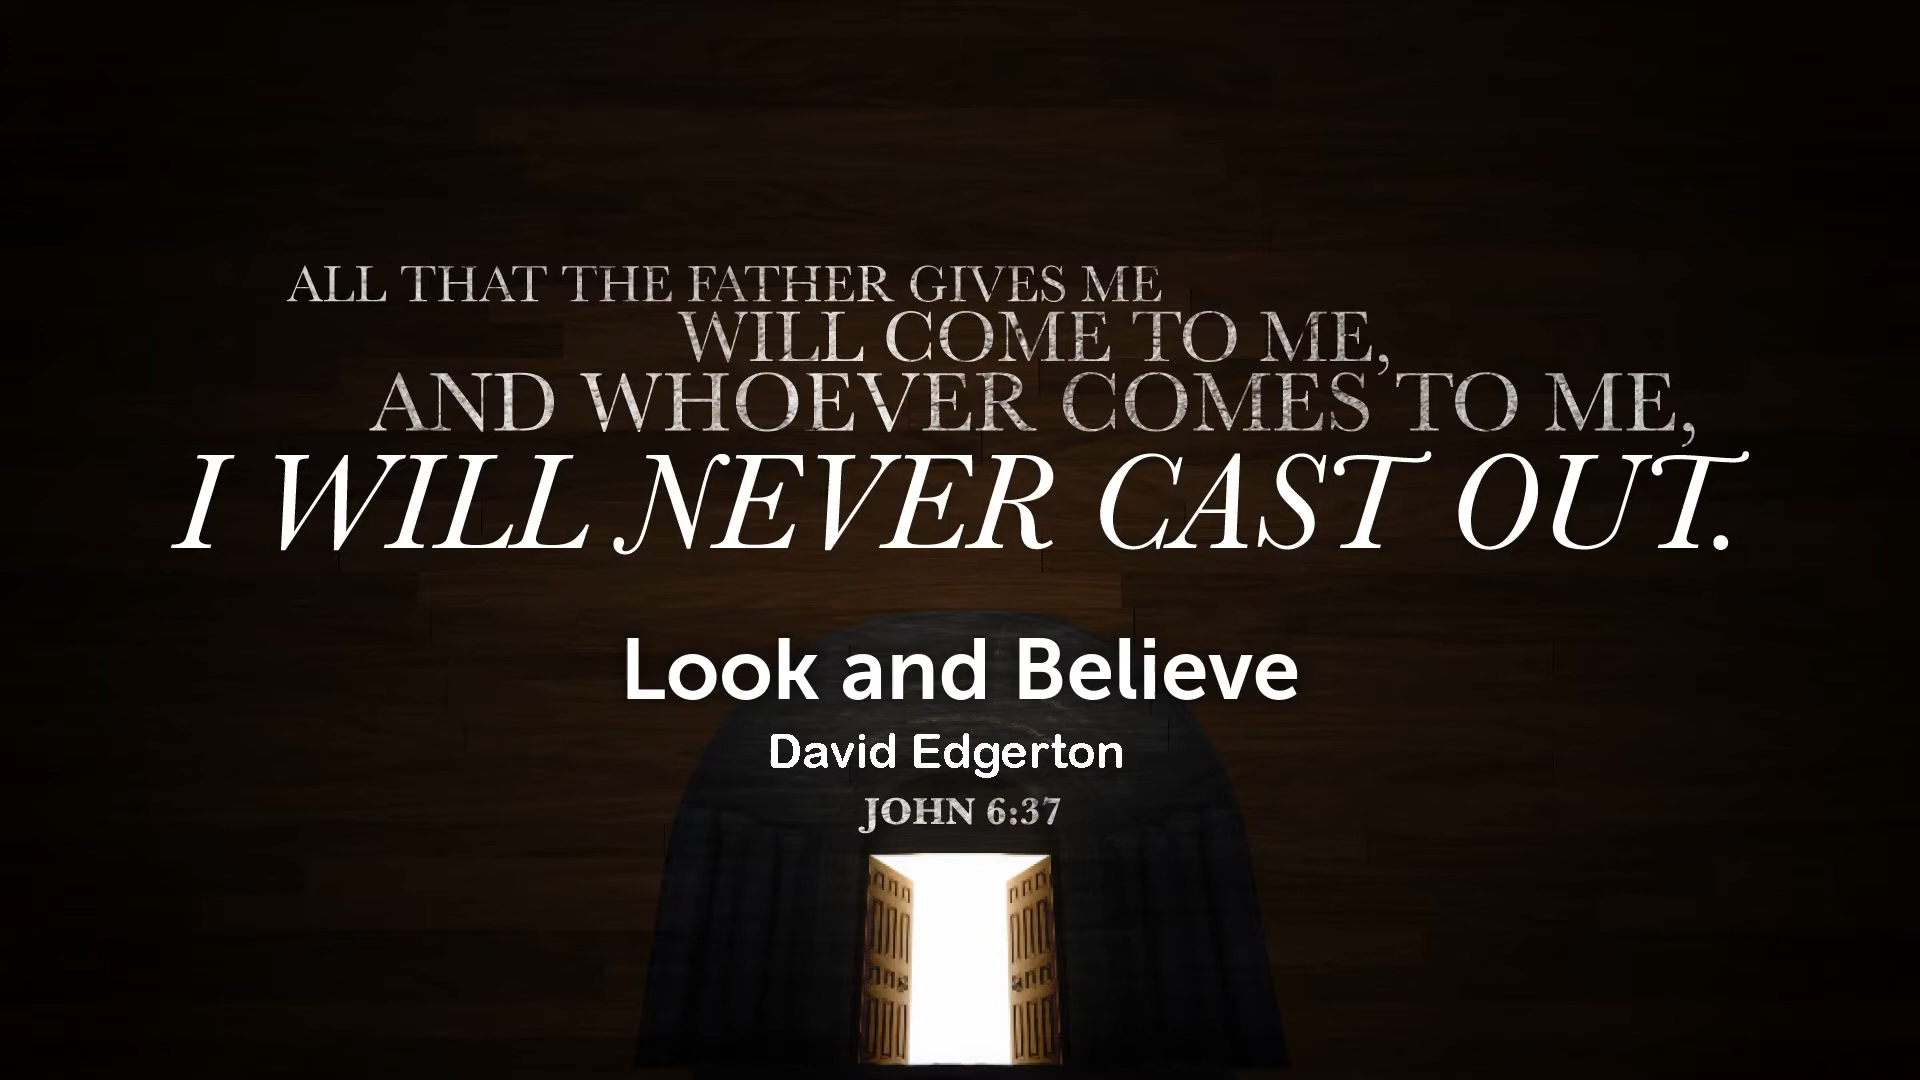 ALL THAT THE FATHER GIVES ME
WILL COME TO ME,
AND WHOEVER COMES TO ME,
I WILL NEVER CAST OUT.
Look and Believe
David Edgerton
JOHN 6:37